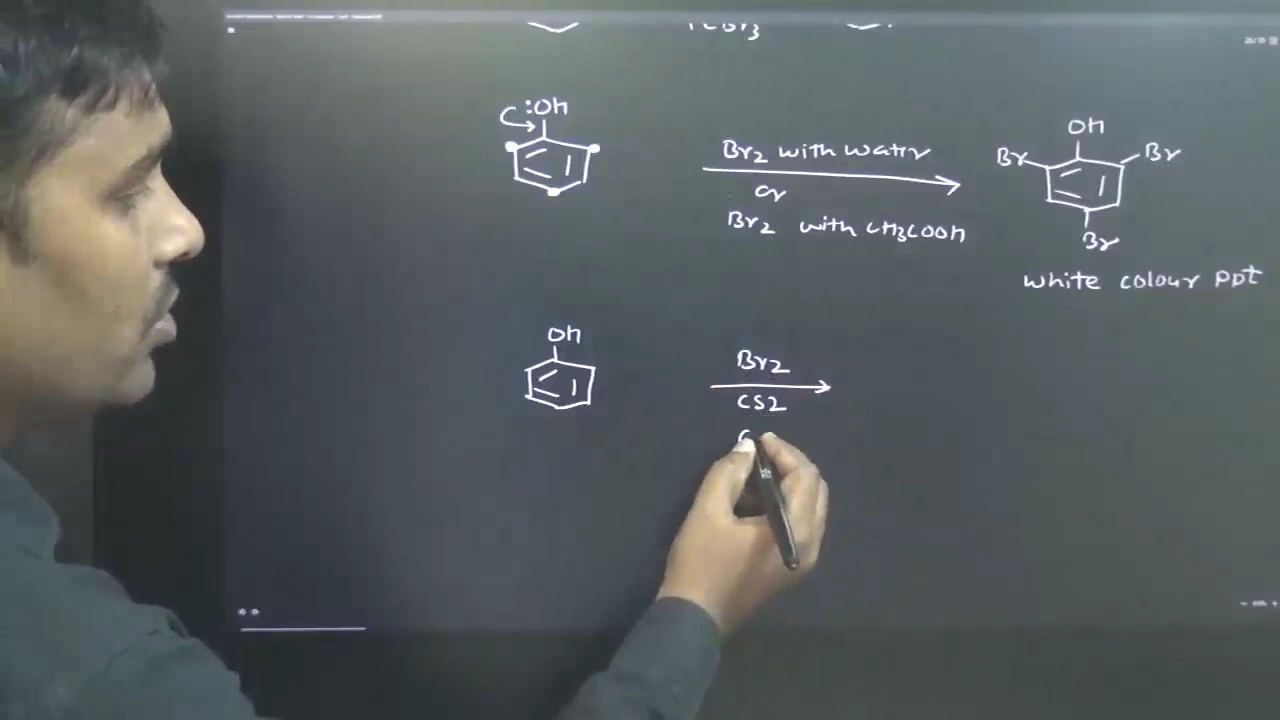 :OH
Br2 with water
or
Br2 with CH3COOH
OH
Br
Br
Br
white colour ppt
OH
Br2
CS2